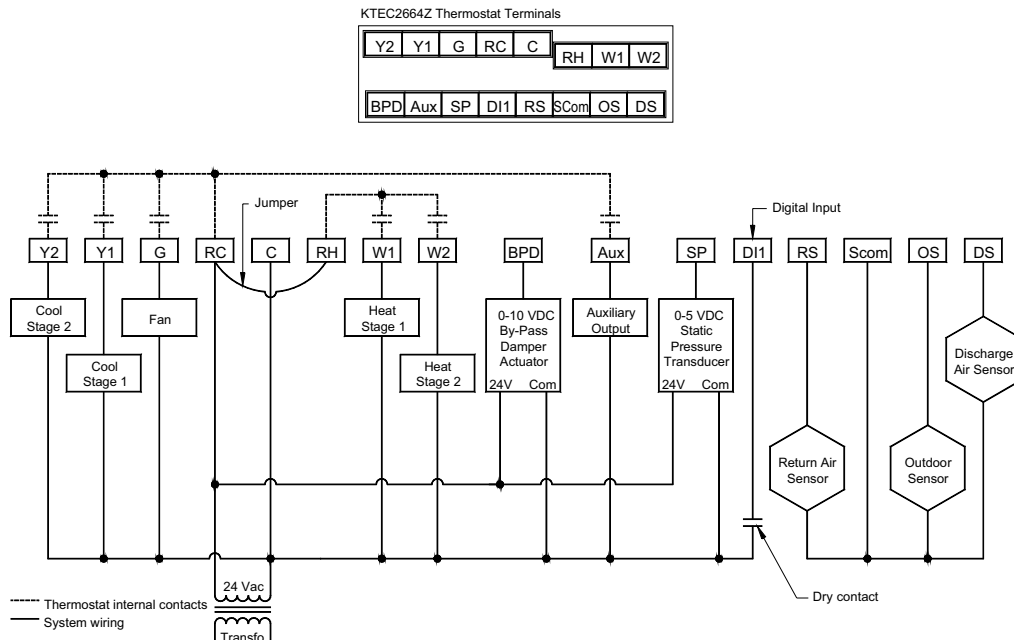 KTEC2664Z Thermostat Terminals
Y2 Y1 G RC C
RH W1 W2
BPD Aux SP DI1 RS SCom OS DS
Jumper
Digital Input
Y2 Y1 G RC C RH W1 W2 BPD Aux SP DI1 RS Scom OS DS
Cool
Stage 2
Fan
Cool
Stage 1
Heat
Stage 1
Heat
Stage 2
0-10 VDC
By-Pass
Damper
Actuator
24V Com
Auxiliary
Output
0-5 VDC
Static
Pressure
Transducer
24V Com
Discharge
Air Sensor
Return Air
Sensor
Outdoor
Sensor
24 Vac
Dry contact
Thermostat internal contacts
System wiring
Transfo